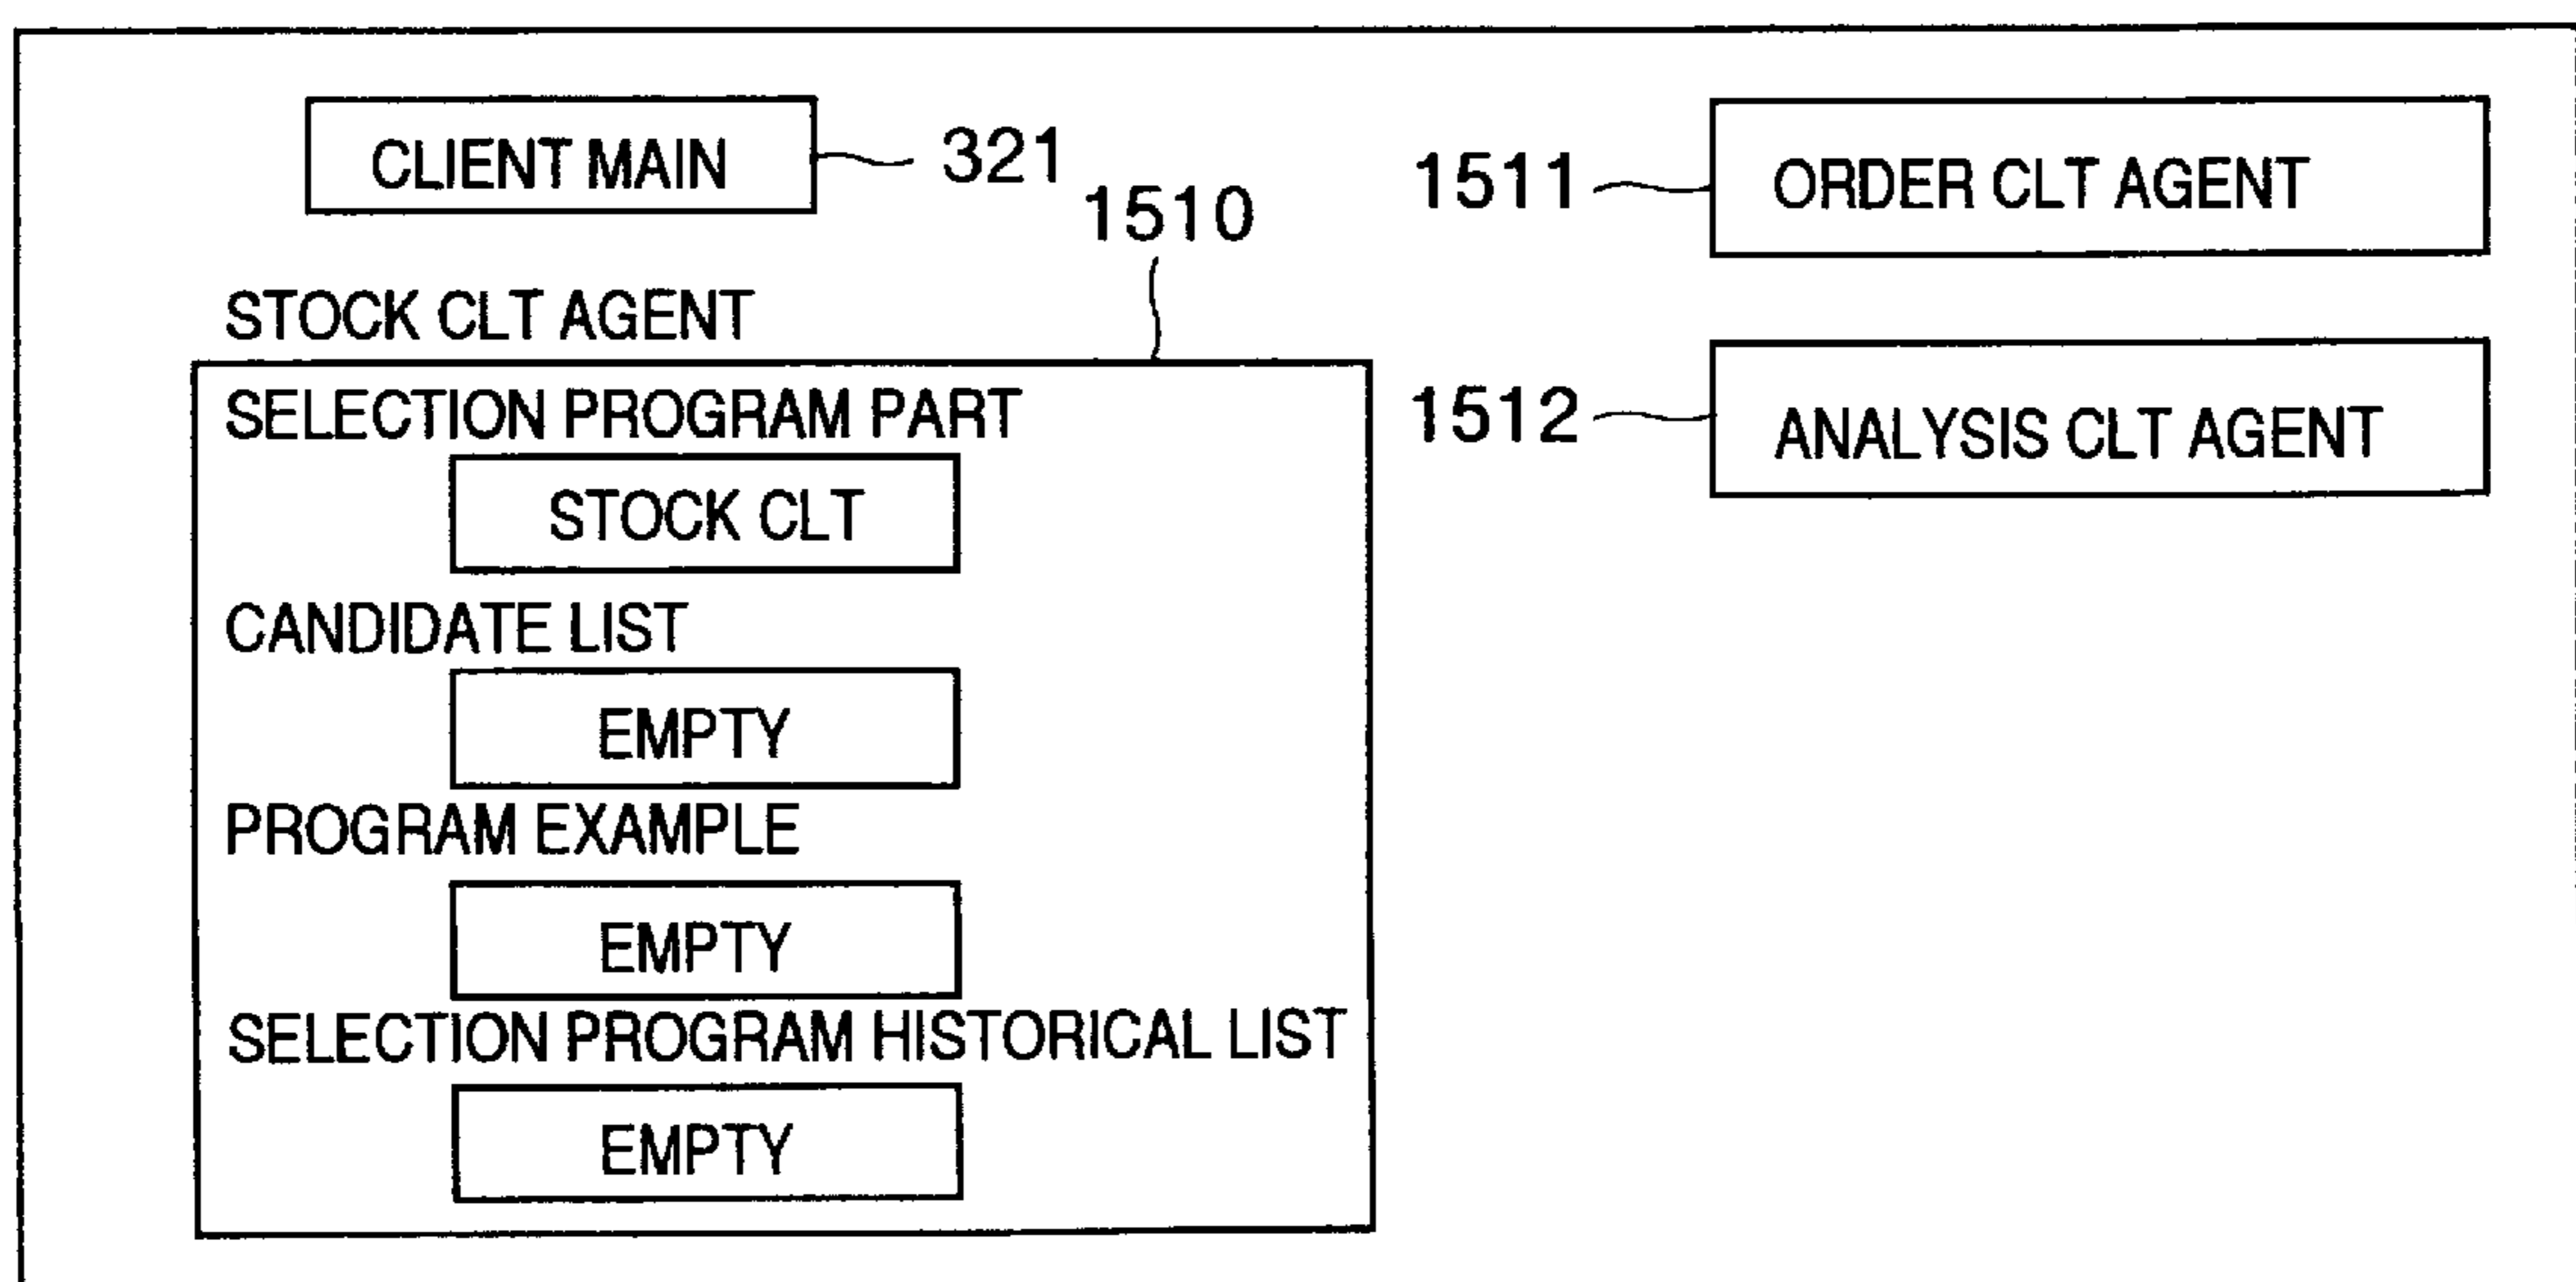 CLIENT MAIN
321
1510
STOCK CLT AGENT
SELECTION PROGRAM PART
STOCK CLT
CANDIDATE LIST
EMPTY
PROGRAM EXAMPLE
EMPTY
SELECTION PROGRAM HISTORICAL LIST
EMPTY
1511
ORDER CLT AGENT
1512
ANALYSIS CLT AGENT